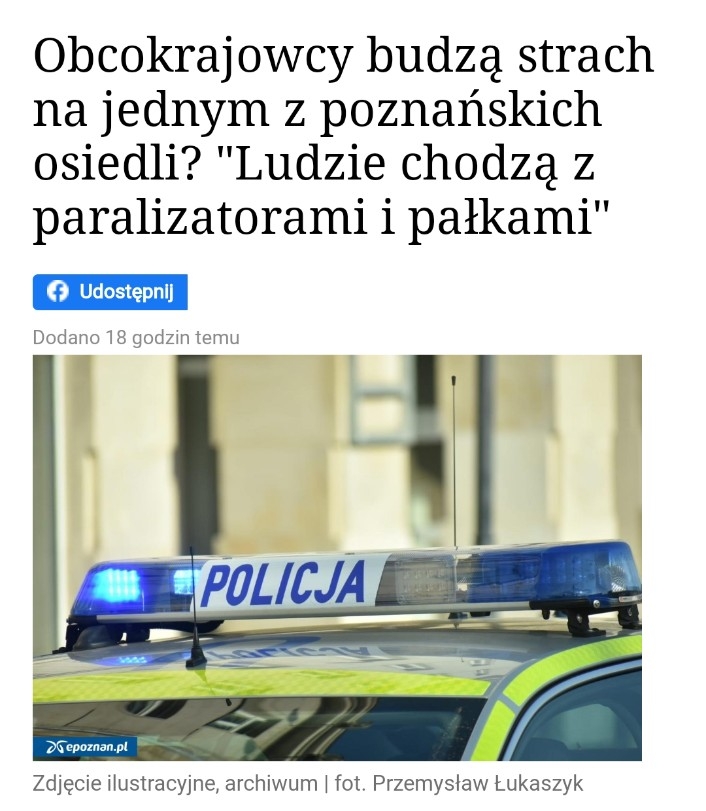 Obcokrajowcy budzą strach
na jednym z poznańskich
osiedli? "Ludzie chodzą z
paralizatorami i pałkami"
Udostępnij
Dodano 18 godzin temu
POLICJA
epoznan.pl
Zdjęcie ilustracyjne, archiwum | fot. Przemysław Łukaszyk